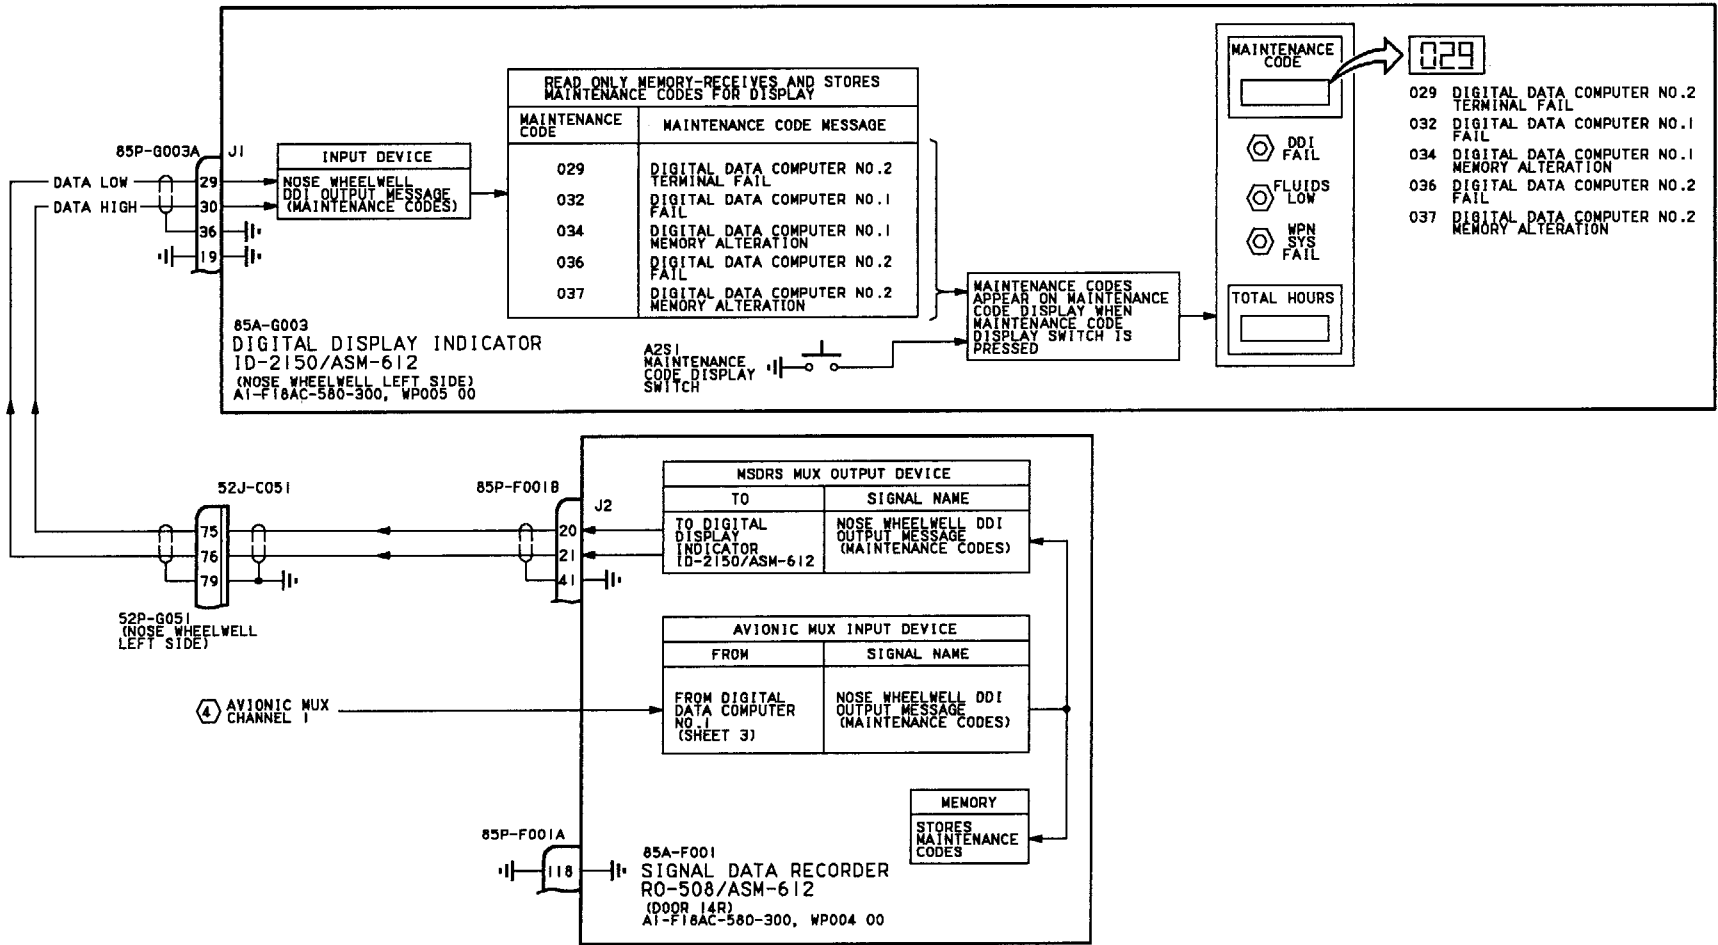 READ ONLY MEMORY-RECEIVES AND STORES
MAINTENANCE CODES FOR DISPLAY
MAINTENANCE
CODE
MAINTENANCE CODE MESSAGE
029
DIGITAL DATA COMPUTER NO.2
TERMINAL FAIL
032
DIGITAL DATA COMPUTER NO.1
FAIL
034
DIGITAL DATA COMPUTER NO.1
MEMORY ALTERATION
036
DIGITAL DATA COMPUTER NO.2
FAIL
037
DIGITAL DATA COMPUTER NO.2
MEMORY ALTERATION
85P-G003A
J1
DATA LOW
DATA HIGH
29
30
36
19
INPUT DEVICE
NOSE WHEELWELL
DDI OUTPUT MESSAGE
(MAINTENANCE CODES)
85A-G003
DIGITAL DISPLAY INDICATOR
ID-2150/ASM-612
(NOSE WHEELWELL LEFT SIDE)
A1-F18AC-580-300, WP005 00
A2S1
MAINTENANCE
CODE DISPLAY
SWITCH
MAINTENANCE CODES
APPEAR ON MAINTENANCE
CODE DISPLAY WHEN
MAINTENANCE CODE
DISPLAY SWITCH IS
PRESSED
MAINTENANCE
CODE
DDI
FAIL
FLUIDS
LOW
WPN
SYS
FAIL
TOTAL HOURS
029
029 DIGITAL DATA COMPUTER NO.2
TERMINAL FAIL
032 DIGITAL DATA COMPUTER NO.1
FAIL
034 DIGITAL DATA COMPUTER NO.1
MEMORY ALTERATION
036 DIGITAL DATA COMPUTER NO.2
FAIL
037 DIGITAL DATA COMPUTER NO.2
MEMORY ALTERATION
52J-C051
75
76
79
52P-G051
(NOSE WHEELWELL
LEFT SIDE)
85P-F001B
J2
20
21
41
MSDRS MUX OUTPUT DEVICE
TO
SIGNAL NAME
TO DIGITAL
DISPLAY
INDICATOR
ID-2150/ASM-612
NOSE WHEELWELL DDI
OUTPUT MESSAGE
(MAINTENANCE CODES)
AVIONIC MUX INPUT DEVICE
FROM
SIGNAL NAME
FROM DIGITAL
DATA COMPUTER
NO.1
(SHEET 3)
NOSE WHEELWELL DDI
OUTPUT MESSAGE
(MAINTENANCE CODES)
4 AVIONIC MUX
CHANNEL 1
MEMORY
STORES
MAINTENANCE
CODES
85P-F001A
118
85A-F001
SIGNAL DATA RECORDER
RO-508/ASM-612
(DOOR 14R)
A1-F18AC-580-300, WP004 00